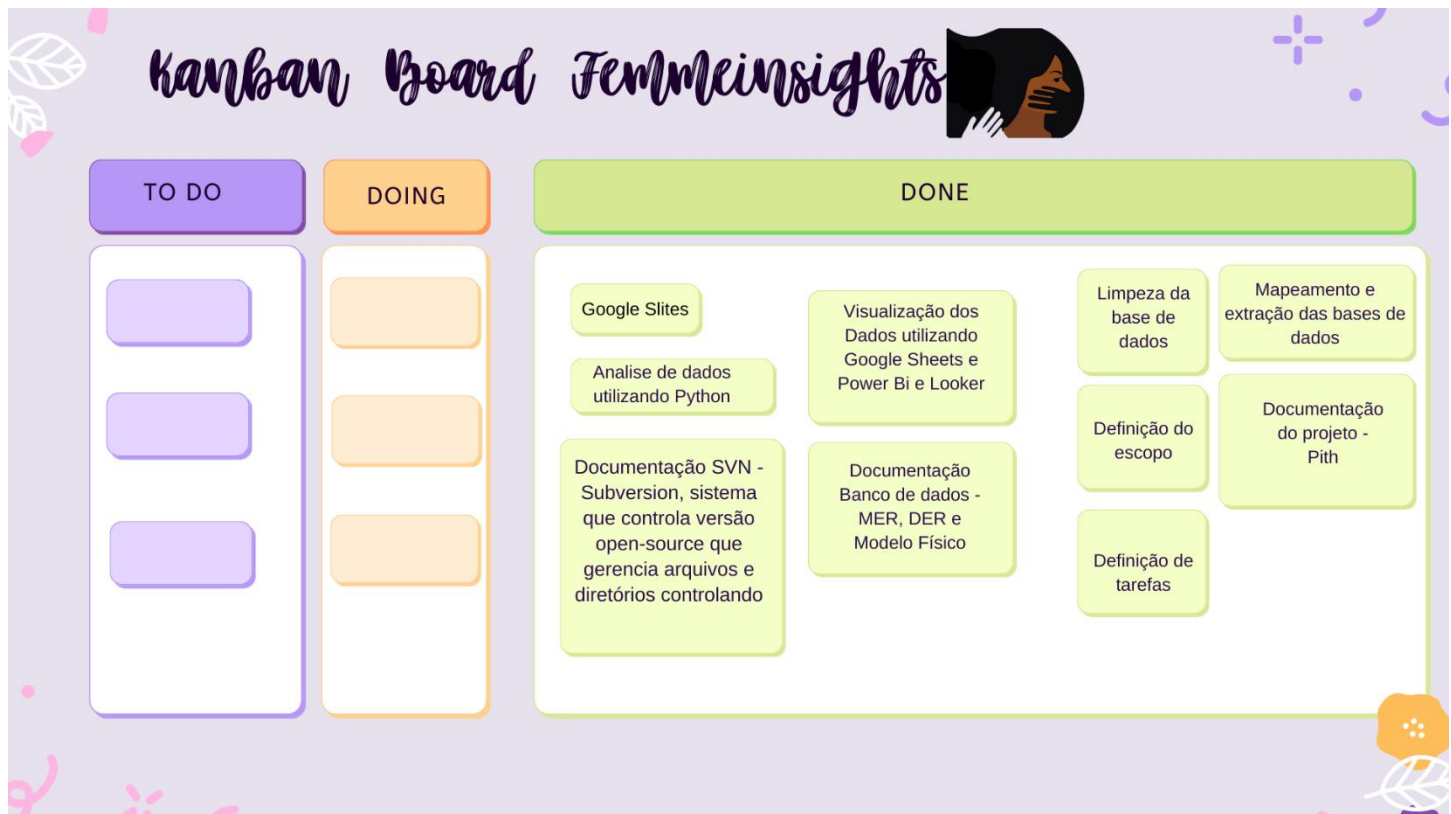 Kanban Board Femmeinsights
TO DO
DOING
DONE
Google Slites
Analise de dados
utilizando Python
Documentação SVN -
Subversion, sistema
que controla versão
open-source que
gerencia arquivos e
diretórios controlando
Visualização dos
Dados utilizando
Google Sheets e
Power Bi e Looker
Documentação
Banco de dados -
MER, DER e
Modelo Físico
Limpeza da
base de
dados
Definição do
escopo
Definição de
tarefas
Mapeamento e
extração das bases de
dados
Documentação
do projeto -
Pith